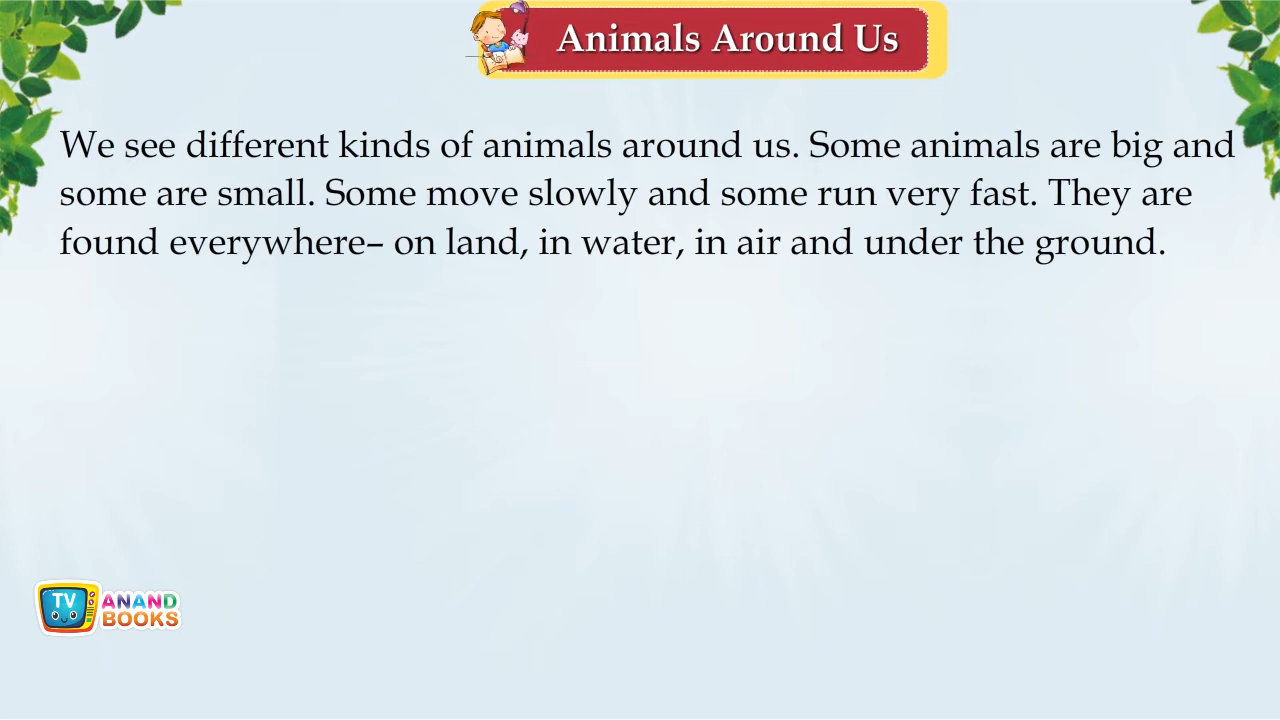 Animals Around Us
We see different kinds of animals around us. Some animals are big and
some are small. Some move slowly and some run very fast. They are
found everywhere– on land, in water, in air and under the ground.
TV
ANAND
BOOKS